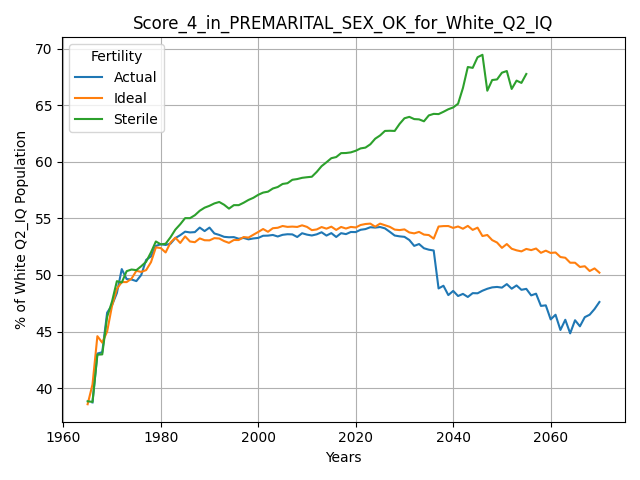 Score_4_in_PREMARITAL_SEX_OK_for_White_Q2_IQ
Fertility
Actual
Ideal
Sterile
% of White Q2_IQ Population
70
65
60
55
50
45
40
1960
1980
2000
2020
2040
2060
Years